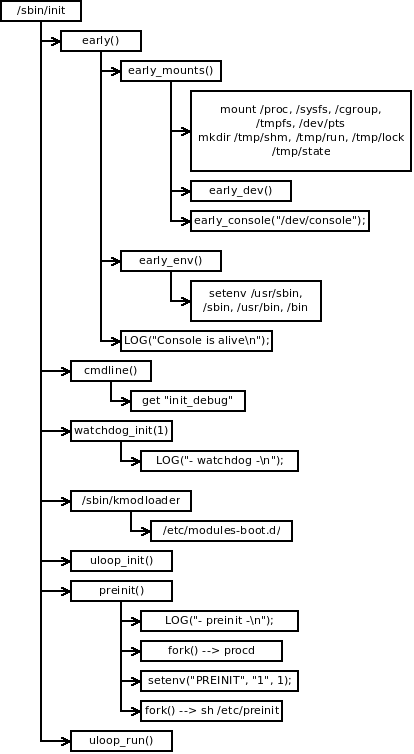 /sbin/init
early()
early_mounts()
mount /proc, /sysfs, /cgroup,
/tmpfs, /dev/pts
mkdir /tmp/shm, /tmp/run, /tmp/lock
/tmp/state
early_dev()
early_console("/dev/console");
early_env()
setenv /usr/sbin,
/sbin, /usr/bin, /bin
LOG("Console is alive\n");
cmdline()
get "init_debug"
watchdog_init(1)
LOG("- watchdog -\n");
/sbin/kmodloader
/etc/modules-boot.d/
uloop_init()
preinit()
LOG("- preinit -\n");
fork() --> procd
setenv("PREINIT", "1", 1);
fork() --> sh /etc/preinit
uloop_run()